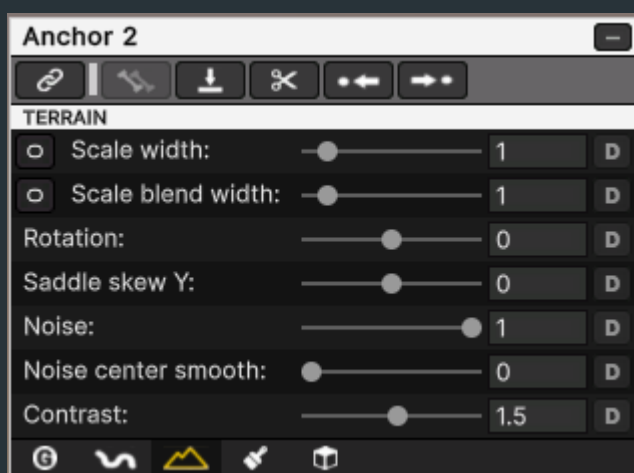 Anchor 2
TERRAIN
Scale width: 1 D
Scale blend width: 1 D
Rotation: 0 D
Saddle skew Y: 0 D
Noise: 1 D
Noise center smooth: 0 D
Contrast: 1.5 D
G